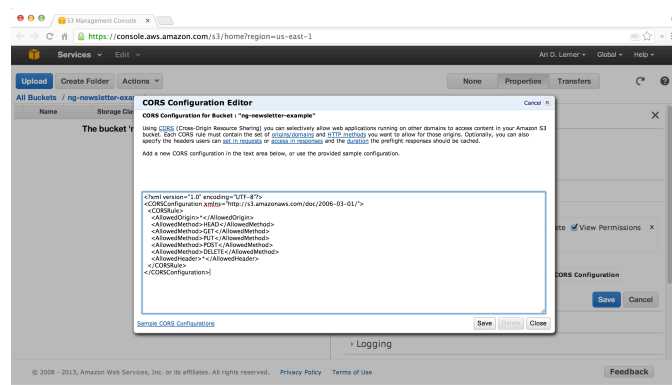 S3 Management Console
https://console.aws.amazon.com/s3/home?region=us-east-1
Services Edit Ari D. Lerner Global Help
Upload Create Folder Actions None Properties Transfers
All Buckets / ng-newsletter-exam
Name Storage Clas
The bucket 'n
CORS Configuration Editor Cancel
CORS Configuration for Bucket : "ng-newsletter-example"
Using CORS (Cross-Origin Resource Sharing) you can selectively allow web applications running on other domains to access content in your Amazon S3
bucket. Each CORS rule must contain the set of origins/domains and HTTP methods you want to allow for those origins. Optionally, you can also
specify the headers users can set in requests or access in responses and the duration the preflight responses should be cached.
Add a new CORS configuration in the text area below, or use the provided sample configuration.
<?xml version="1.0" encoding="UTF-8"?>
<CORSConfiguration xmlns="http://s3.amazonaws.com/doc/2006-03-01/">
<CORSRule>
<AllowedOrigin>*</AllowedOrigin>
<AllowedMethod>HEAD</AllowedMethod>
<AllowedMethod>GET</AllowedMethod>
<AllowedMethod>PUT</AllowedMethod>
<AllowedMethod>POST</AllowedMethod>
<AllowedMethod>DELETE</AllowedMethod>
<AllowedHeader>*</AllowedHeader>
</CORSRule>
</CORSConfiguration>
ete View Permissions x
CORS Configuration
Save Cancel
Sample CORS Configurations Save Delete Close
Logging
© 2008 - 2013, Amazon Web Services, Inc. or its affiliates. All rights reserved. Privacy Policy Terms of Use Feedback